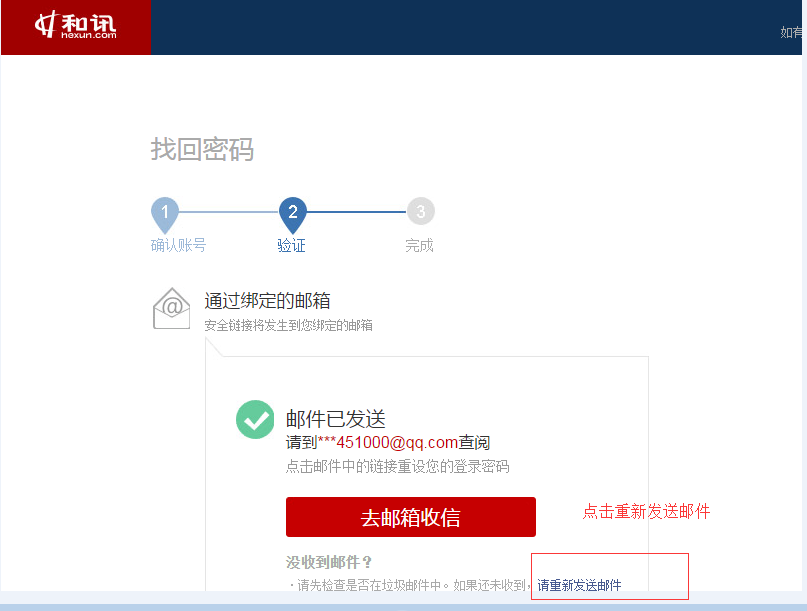 和讯
hexun.com
如有
找回密码
1
2
3
确认账号
验证
完成
@
通过绑定的邮箱
安全链接将发生到您绑定的邮箱
邮件已发送
请到***451000@qq.com查阅
点击邮件中的链接重设您的登录密码
去邮箱收信
点击重新发送邮件
没收到邮件？
·请先检查是否在垃圾邮件中。如果还未收到，请重新发送邮件